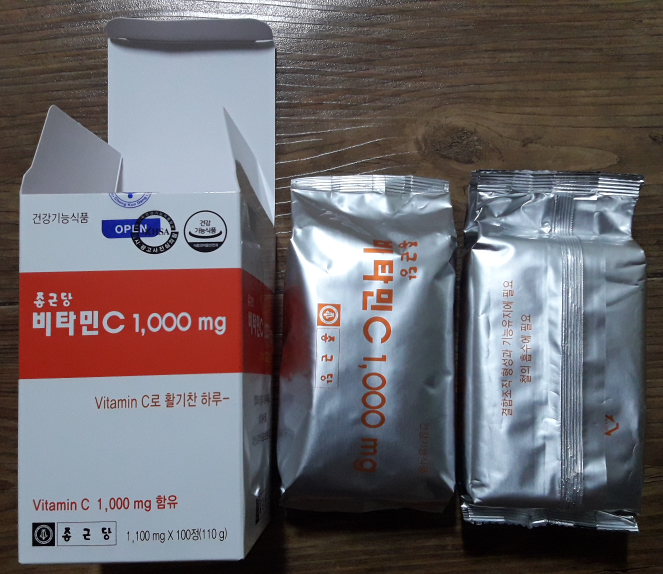 건강기능식품
OPEN
건강
기능식품
종근당
비타민C 1,000 mg
Vitamin C로 활기찬 하루~
Vitamin C 1,000 mg 함유
종근당
1,100 mg X 100정(110 g)
비타민C
종근당
비타민C 1,000 mg
종근당
결합조직 형성과 기능유지에 필요
철의 흡수에 필요